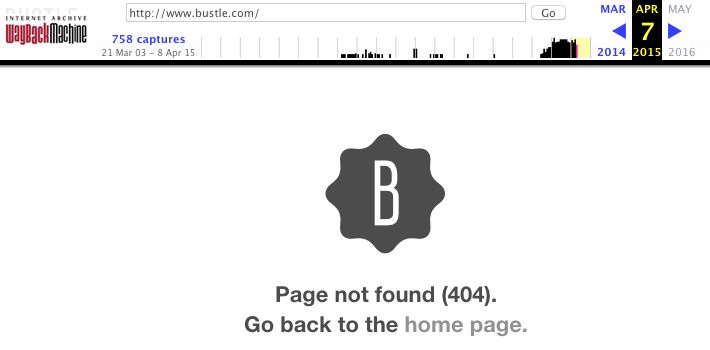 BUSTLE
INTERNET ARCHIVE
WayBackMachine
http://www.bustle.com/
Go
758 captures
21 Mar 03 – 8 Apr 15
MAR
APR
MAY
7
2014
2015
2016
B
Page not found (404).
Go back to the home page.